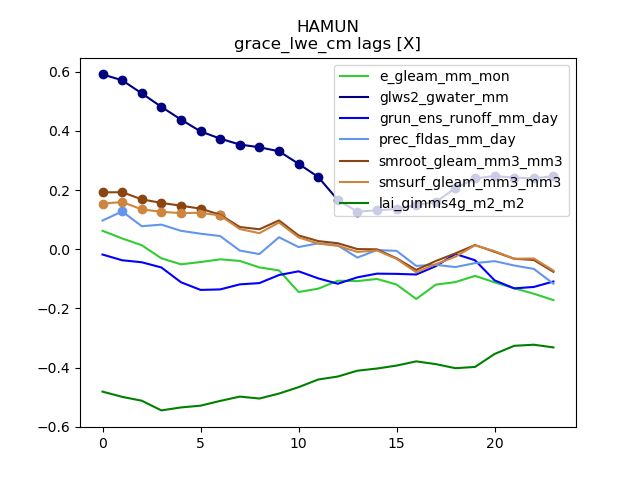 HAMUN
grace_lwe_cm lags [X]
e_gleam_mm_mon
glws2_gwater_mm
grun_ens_runoff_mm_day
prec_fldas_mm_day
smroot_gleam_mm3_mm3
smsurf_gleam_mm3_mm3
lai_gimms4g_m2_m2
0.6
0.4
0.2
0.0
−0.2
−0.4
−0.6
0 5 10 15 20